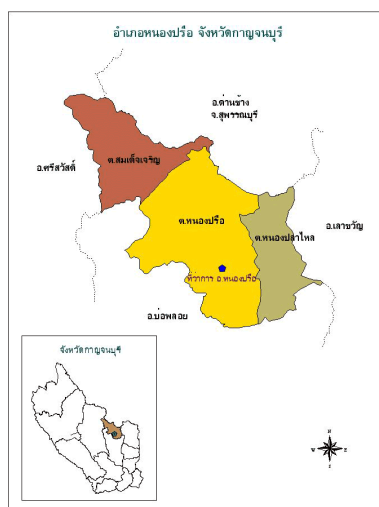 อำเภอหนองปรือ จังหวัดกาญจนบุรี
อ.ด่านช้าง
จ.สุพรรณบุรี
อ.ศรีสวัสดิ์
ต.สมเด็จเจริญ
ต.หนองปรือ
อ.เลาขวัญ
ต.หนองปลาไหล
ที่ว่าการ อ.หนองปรือ
อ.บ่อพลอย
จังหวัดกาญจนบุรี
N
W E
S